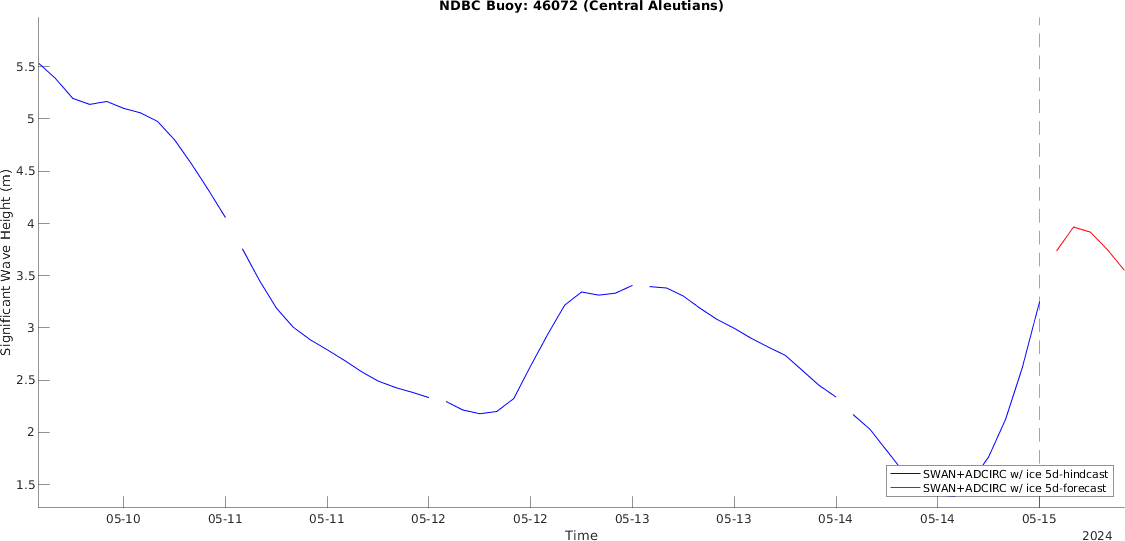 NDBC Buoy: 46072 (Central Aleutians)
Significant Wave Height (m)
5.5
5
4.5
4
3.5
3
2.5
2
1.5
SWAN+ADCIRC w/ ice 5d-hindcast
SWAN+ADCIRC w/ ice 5d-forecast
05-10 05-11 05-11 05-12 05-12 05-13 05-13 05-14 05-14 05-15
Time
2024